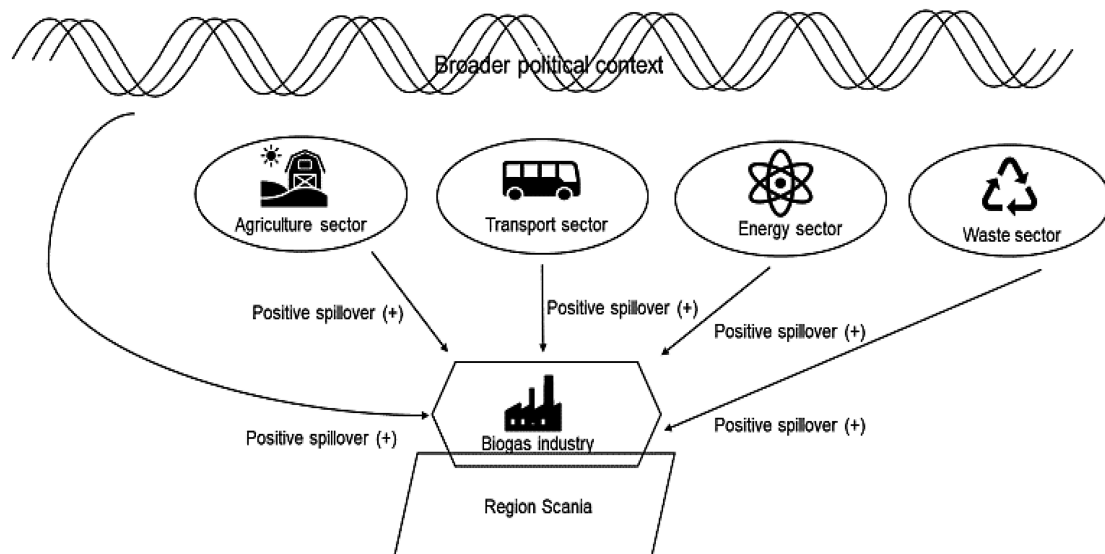 Broader political context
Agriculture sector
Transport sector
Energy sector
Waste sector
Positive spillover (+)
Positive spillover (+)
Positive spillover (+)
Positive spillover (+)
Positive spillover (+)
Biogas industry
Region Scania